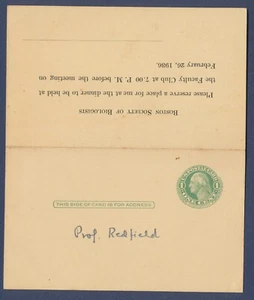 Boston Society of Biologists
Please reserve a place for me at the dinner to be held at
the Faculty Club at 7.00 P. M. before the meeting on
February 26, 1936.
THIS SIDE OF CARD IS FOR ADDRESS
Prof. Redfield